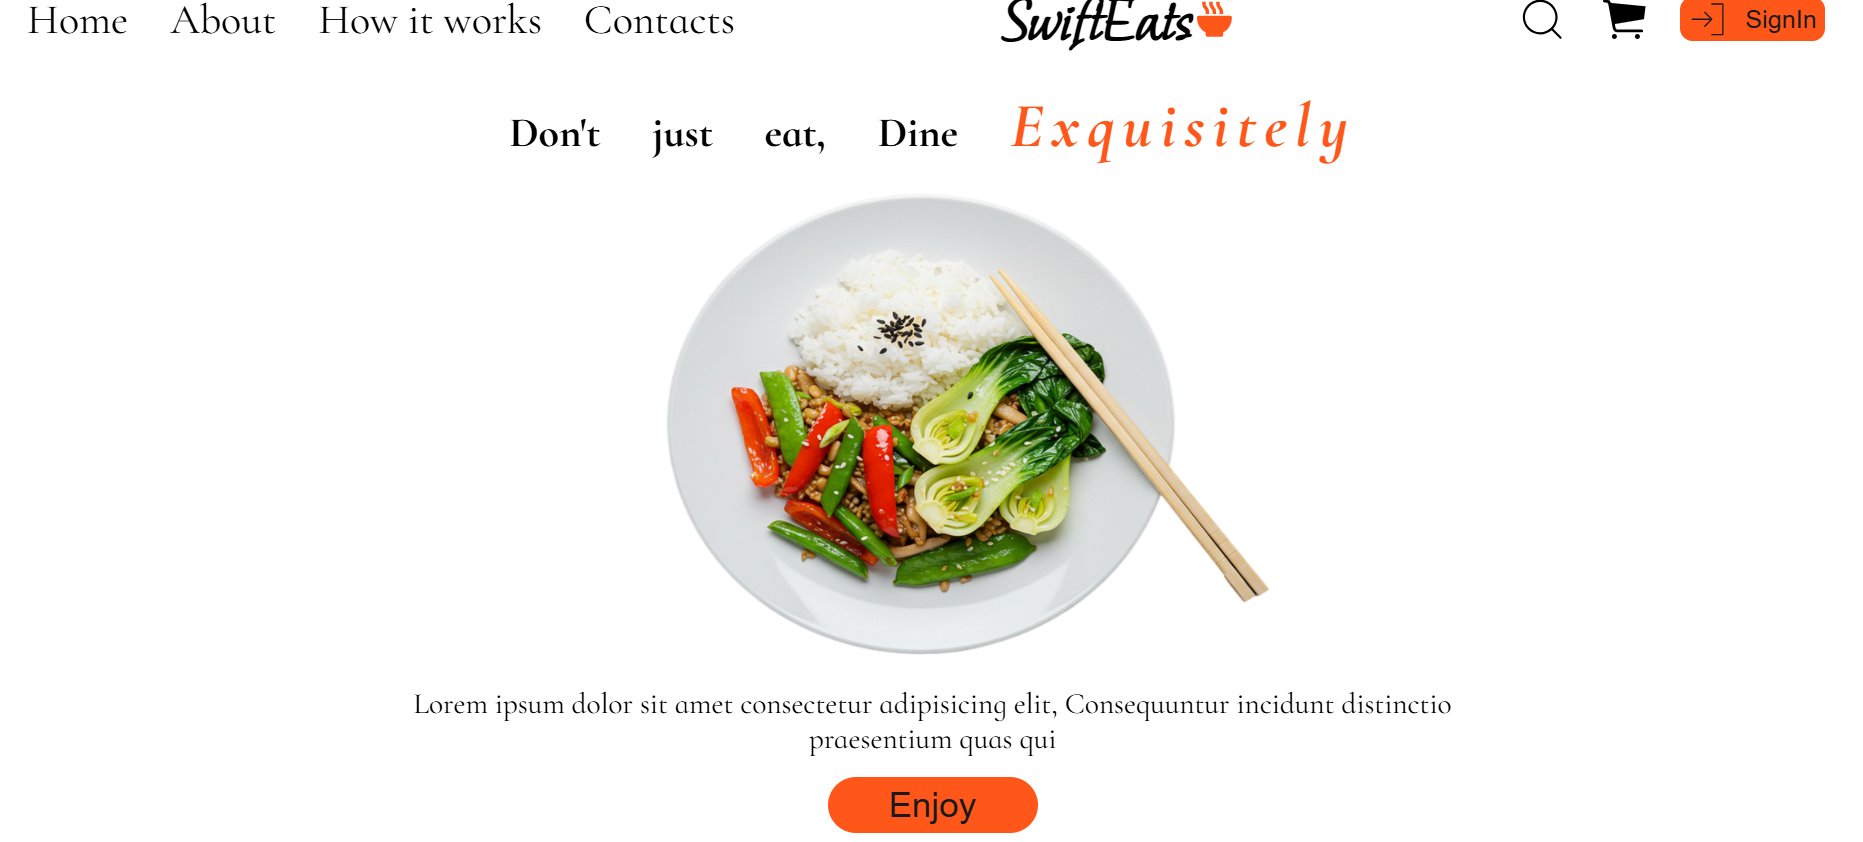 Home About How it works Contacts SwiftEats SignIn
Don't just eat, Dine Exquisitely
Lorem ipsum dolor sit amet consectetur adipisicing elit, Consequuntur incidunt distinctio
praesentium quas qui
Enjoy